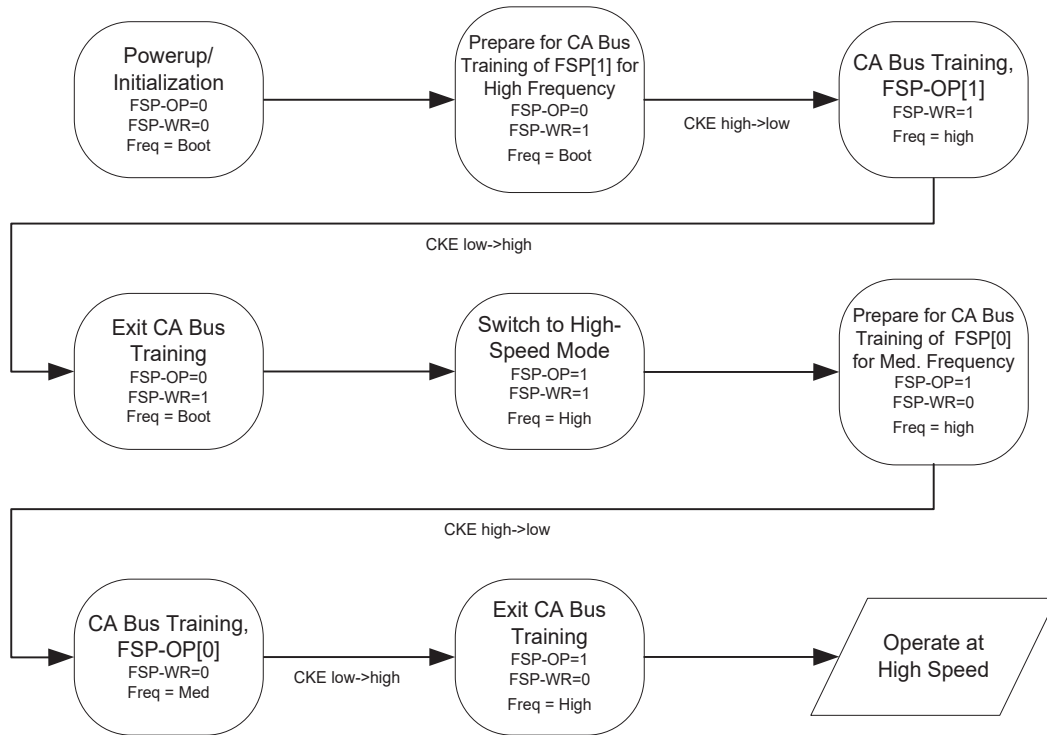 Powerup/
Initialization
FSP-OP=0
FSP-WR=0
Freq = Boot
Prepare for CA Bus
Training of FSP[1] for
High Frequency
FSP-OP=0
FSP-WR=1
Freq = Boot
CKE high->low
CA Bus Training,
FSP-OP[1]
FSP-WR=1
Freq = high
CKE low->high
Exit CA Bus
Training
FSP-OP=0
FSP-WR=1
Freq = Boot
Switch to High-
Speed Mode
FSP-OP=1
FSP-WR=1
Freq = High
Prepare for CA Bus
Training of FSP[0]
for Med. Frequency
FSP-OP=1
FSP-WR=0
Freq = high
CKE high->low
CA Bus Training,
FSP-OP[0]
FSP-WR=0
Freq = Med
CKE low->high
Exit CA Bus
Training
FSP-OP=1
FSP-WR=0
Freq = High
Operate at
High Speed